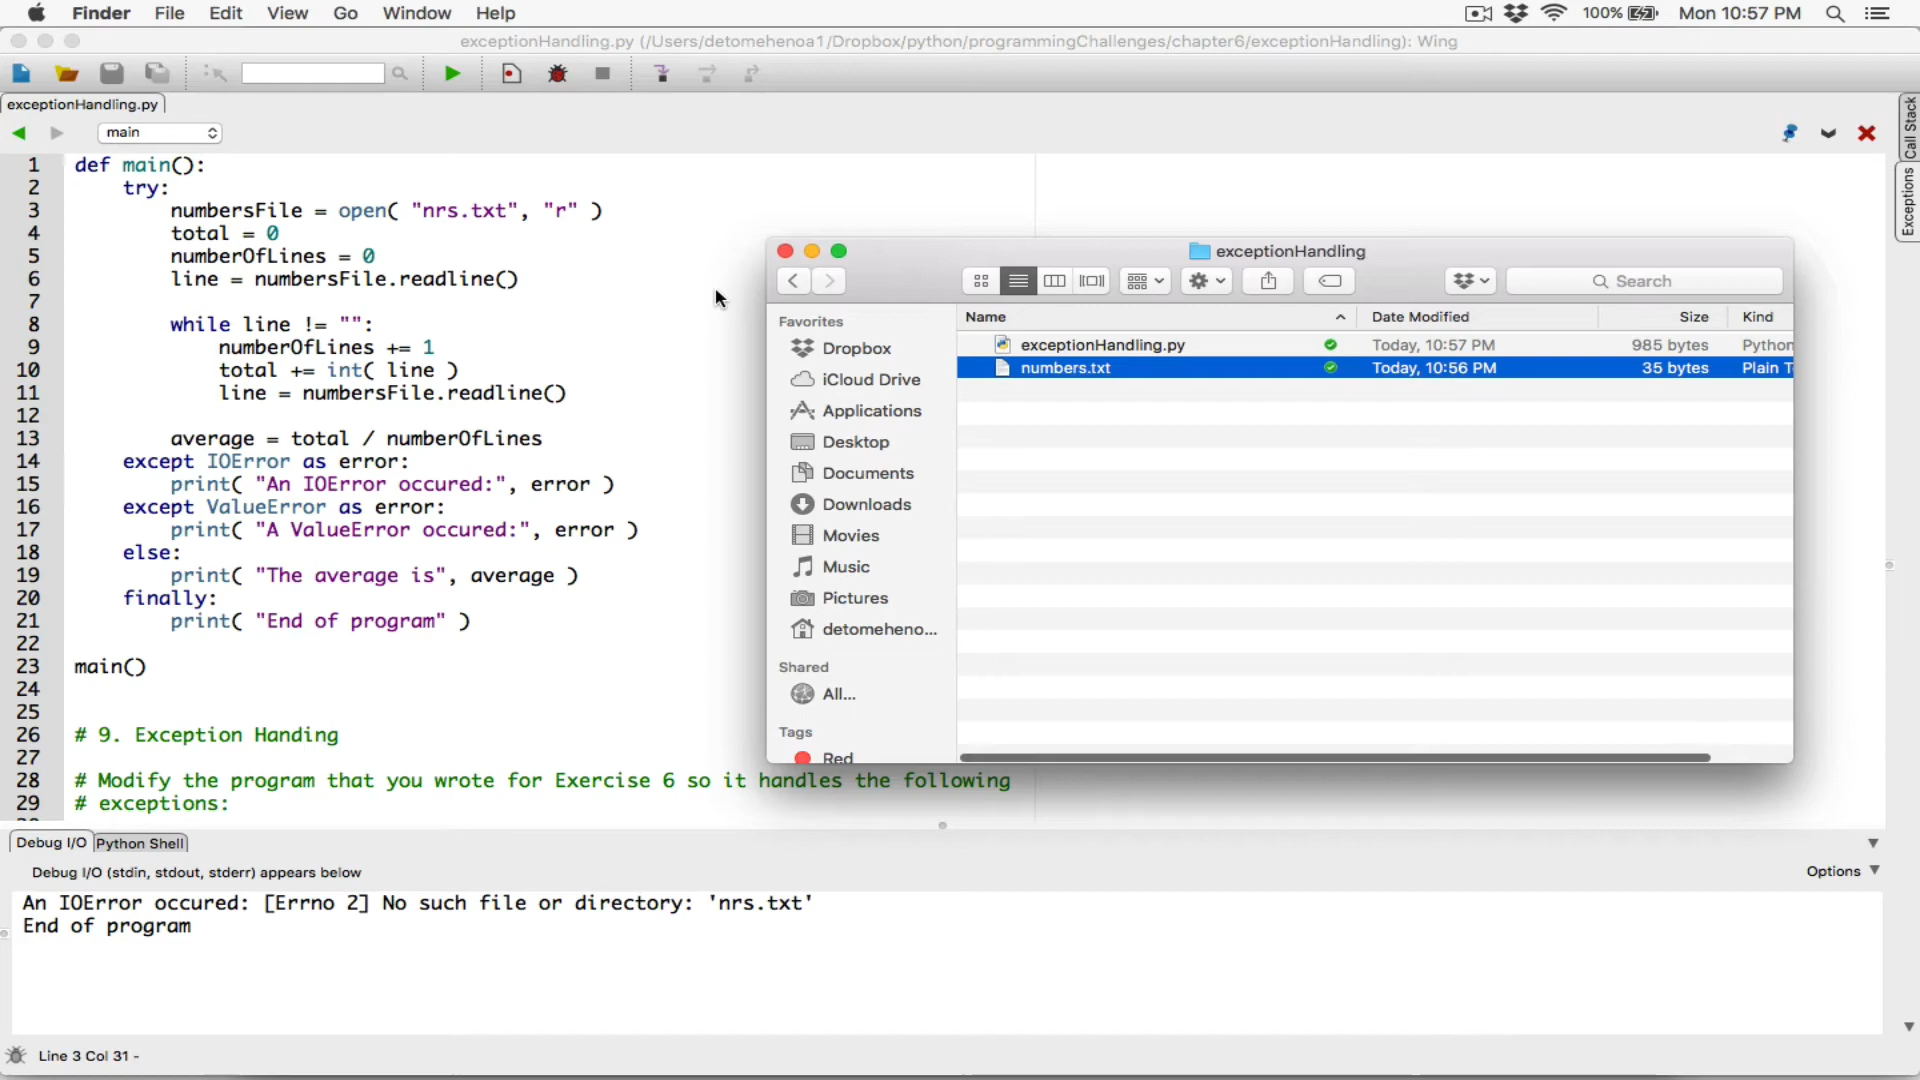 Finder File Edit View Go Window Help 100% Mon 10:57 PM
exceptionHandling.py (/Users/detomehenoa1/Dropbox/python/programmingChallenges/chapter6/exceptionHandling): Wing
exceptionHandling.py
main
Call Stack
Exceptions
1 def main():
2 try:
3 numbersFile = open( "nrs.txt", "r" )
4 total = 0
5 numberOfLines = 0
6 line = numbersFile.readline()
7
8 while line != "":
9 numberOfLines += 1
10 total += int( line )
11 line = numbersFile.readline()
12
13 average = total / numberOfLines
14 except IOError as error:
15 print( "An IOError occured:", error )
16 except ValueError as error:
17 print( "A ValueError occured:", error )
18 else:
19 print( "The average is", average )
20 finally:
21 print( "End of program" )
22
23 main()
24
25
26 # 9. Exception Handing
27
28 # Modify the program that you wrote for Exercise 6 so it handles the following
29 # exceptions:
exceptionHandling
Search
Favorites
Dropbox
iCloud Drive
Applications
Desktop
Documents
Downloads
Movies
Music
Pictures
detomeheno...
Shared
All...
Tags
Red
Name Date Modified Size Kind
exceptionHandling.py Today, 10:57 PM 985 bytes Python
numbers.txt Today, 10:56 PM 35 bytes Plain T
Debug I/O Python Shell
Debug I/O (stdin, stdout, stderr) appears below Options
An IOError occured: [Errno 2] No such file or directory: 'nrs.txt'
End of program
Line 3 Col 31 -